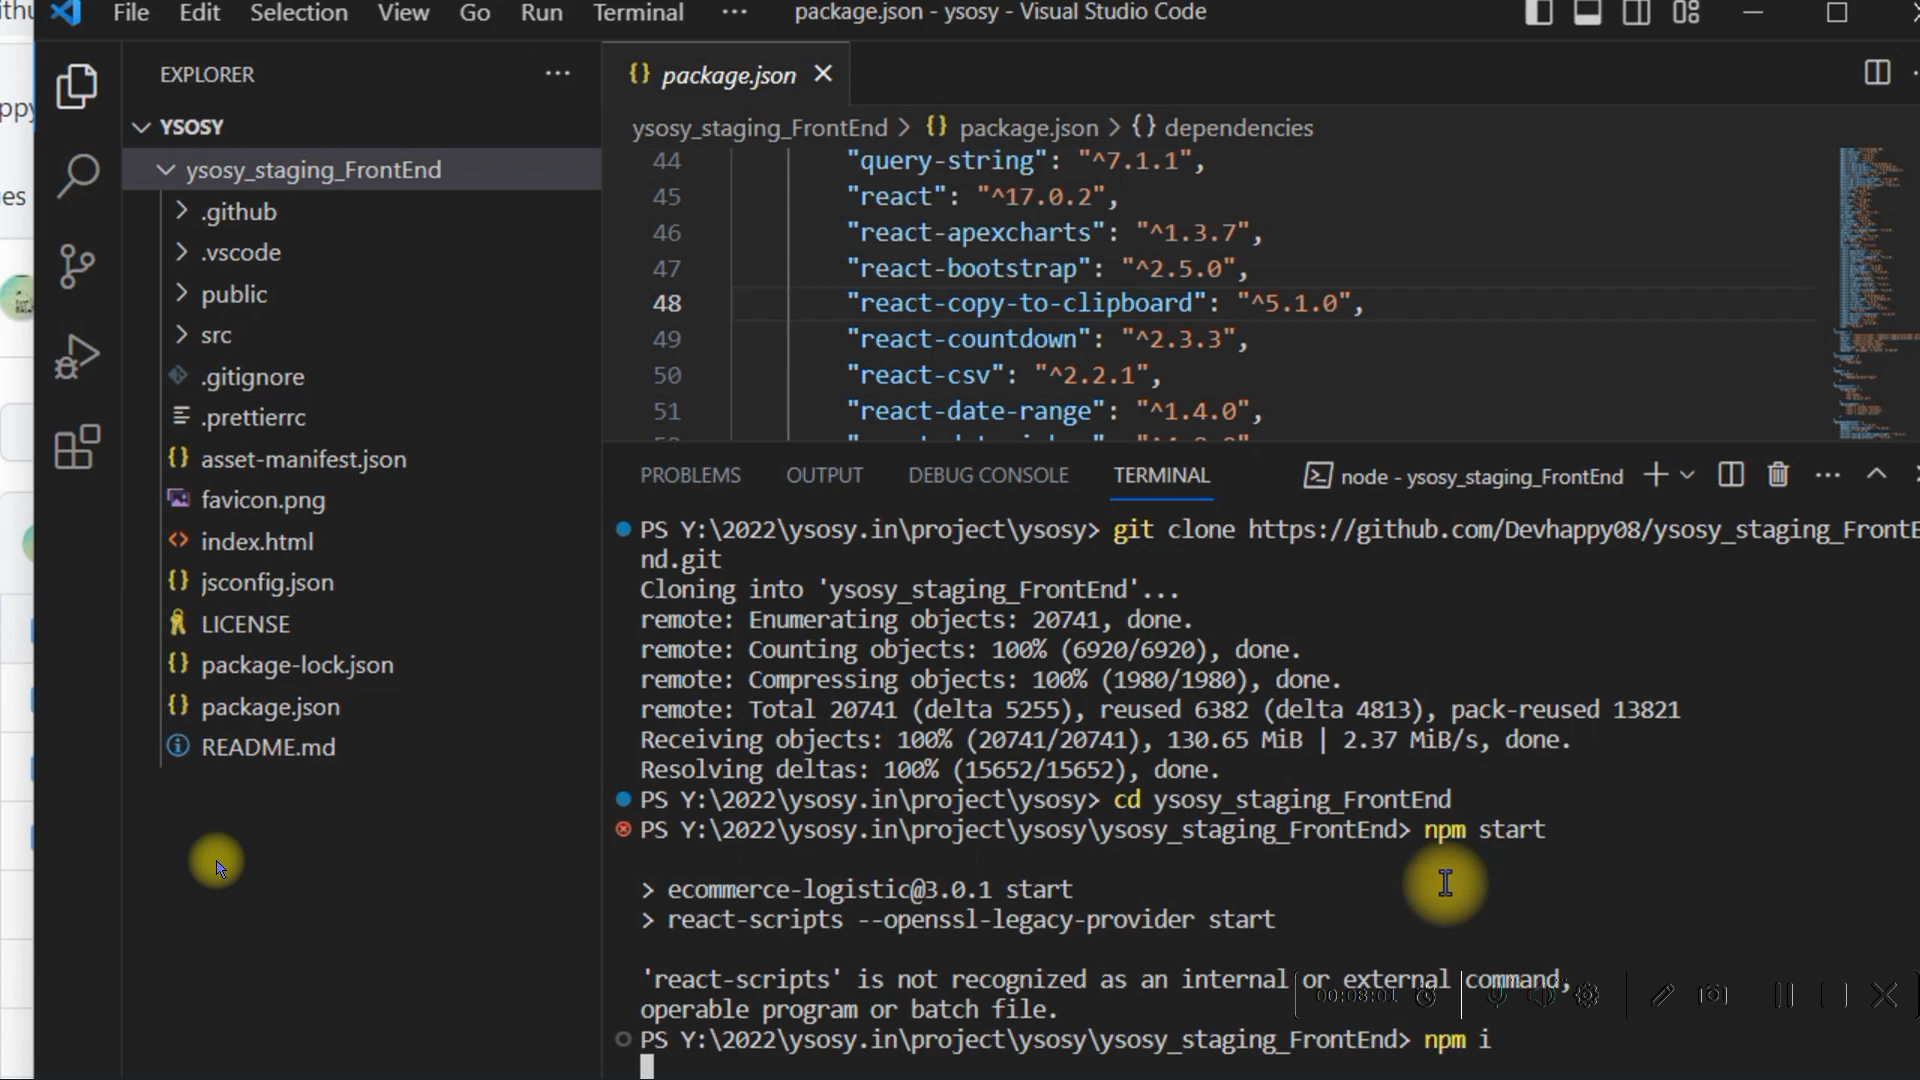 File Edit Selection View Go Run Terminal ··· package.json - ysosy - Visual Studio Code
EXPLORER ···
YSOSY
ysosy_staging_FrontEnd
.github
.vscode
public
src
.gitignore
.prettierrc
asset-manifest.json
favicon.png
index.html
jsconfig.json
LICENSE
package-lock.json
package.json
README.md
{} package.json
ysosy_staging_FrontEnd > {} package.json > {} dependencies
44 "query-string": "^7.1.1",
45 "react": "^17.0.2",
46 "react-apexcharts": "^1.3.7",
47 "react-bootstrap": "^2.5.0",
48 "react-copy-to-clipboard": "^5.1.0",
49 "react-countdown": "^2.3.3",
50 "react-csv": "^2.2.1",
51 "react-date-range": "^1.4.0",
PROBLEMS OUTPUT DEBUG CONSOLE TERMINAL node - ysosy_staging_FrontEnd
PS Y:\2022\ysosy.in\project\ysosy> git clone https://github.com/Devhappy08/ysosy_staging_FrontE
nd.git
Cloning into 'ysosy_staging_FrontEnd'...
remote: Enumerating objects: 20741, done.
remote: Counting objects: 100% (6920/6920), done.
remote: Compressing objects: 100% (1980/1980), done.
remote: Total 20741 (delta 5255), reused 6382 (delta 4813), pack-reused 13821
Receiving objects: 100% (20741/20741), 130.65 MiB | 2.37 MiB/s, done.
Resolving deltas: 100% (15652/15652), done.
PS Y:\2022\ysosy.in\project\ysosy> cd ysosy_staging_FrontEnd
PS Y:\2022\ysosy.in\project\ysosy\ysosy_staging_FrontEnd> npm start
> ecommerce-logistic@3.0.1 start
> react-scripts --openssl-legacy-provider start
'react-scripts' is not recognized as an internal or external command,
operable program or batch file.
00:08:01
PS Y:\2022\ysosy.in\project\ysosy\ysosy_staging_FrontEnd> npm i